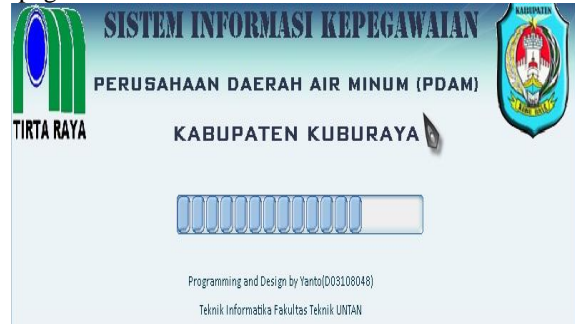 SISTEM INFORMASI KEPEGAWAIAN
KABUPATEN
PERUSAHAAN DAERAH AIR MINUM (PDAM)
TIRTA RAYA
KABUPATEN KUBURAYA
Programming and Design by Yanto(D03108048)
Teknik Informatika Fakultas Teknik UNTAN